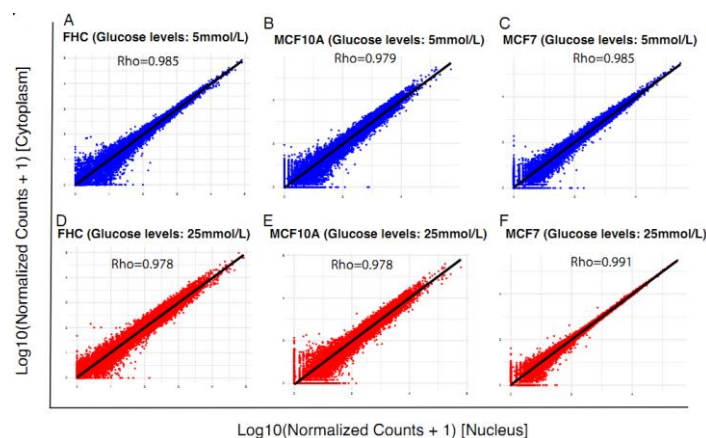 A
FHC (Glucose levels: 5mmol/L)
Rho=0.985
B
MCF10A (Glucose levels: 5mmol/L)
Rho=0.979
C
MCF7 (Glucose levels: 5mmol/L)
Rho=0.985
D
FHC (Glucose levels: 25mmol/L)
Rho=0.978
E
MCF10A (Glucose levels: 25mmol/L)
Rho=0.978
F
MCF7 (Glucose levels: 25mmol/L)
Rho=0.991
Log10(Normalized Counts + 1) [Cytoplasm]
Log10(Normalized Counts + 1) [Nucleus]